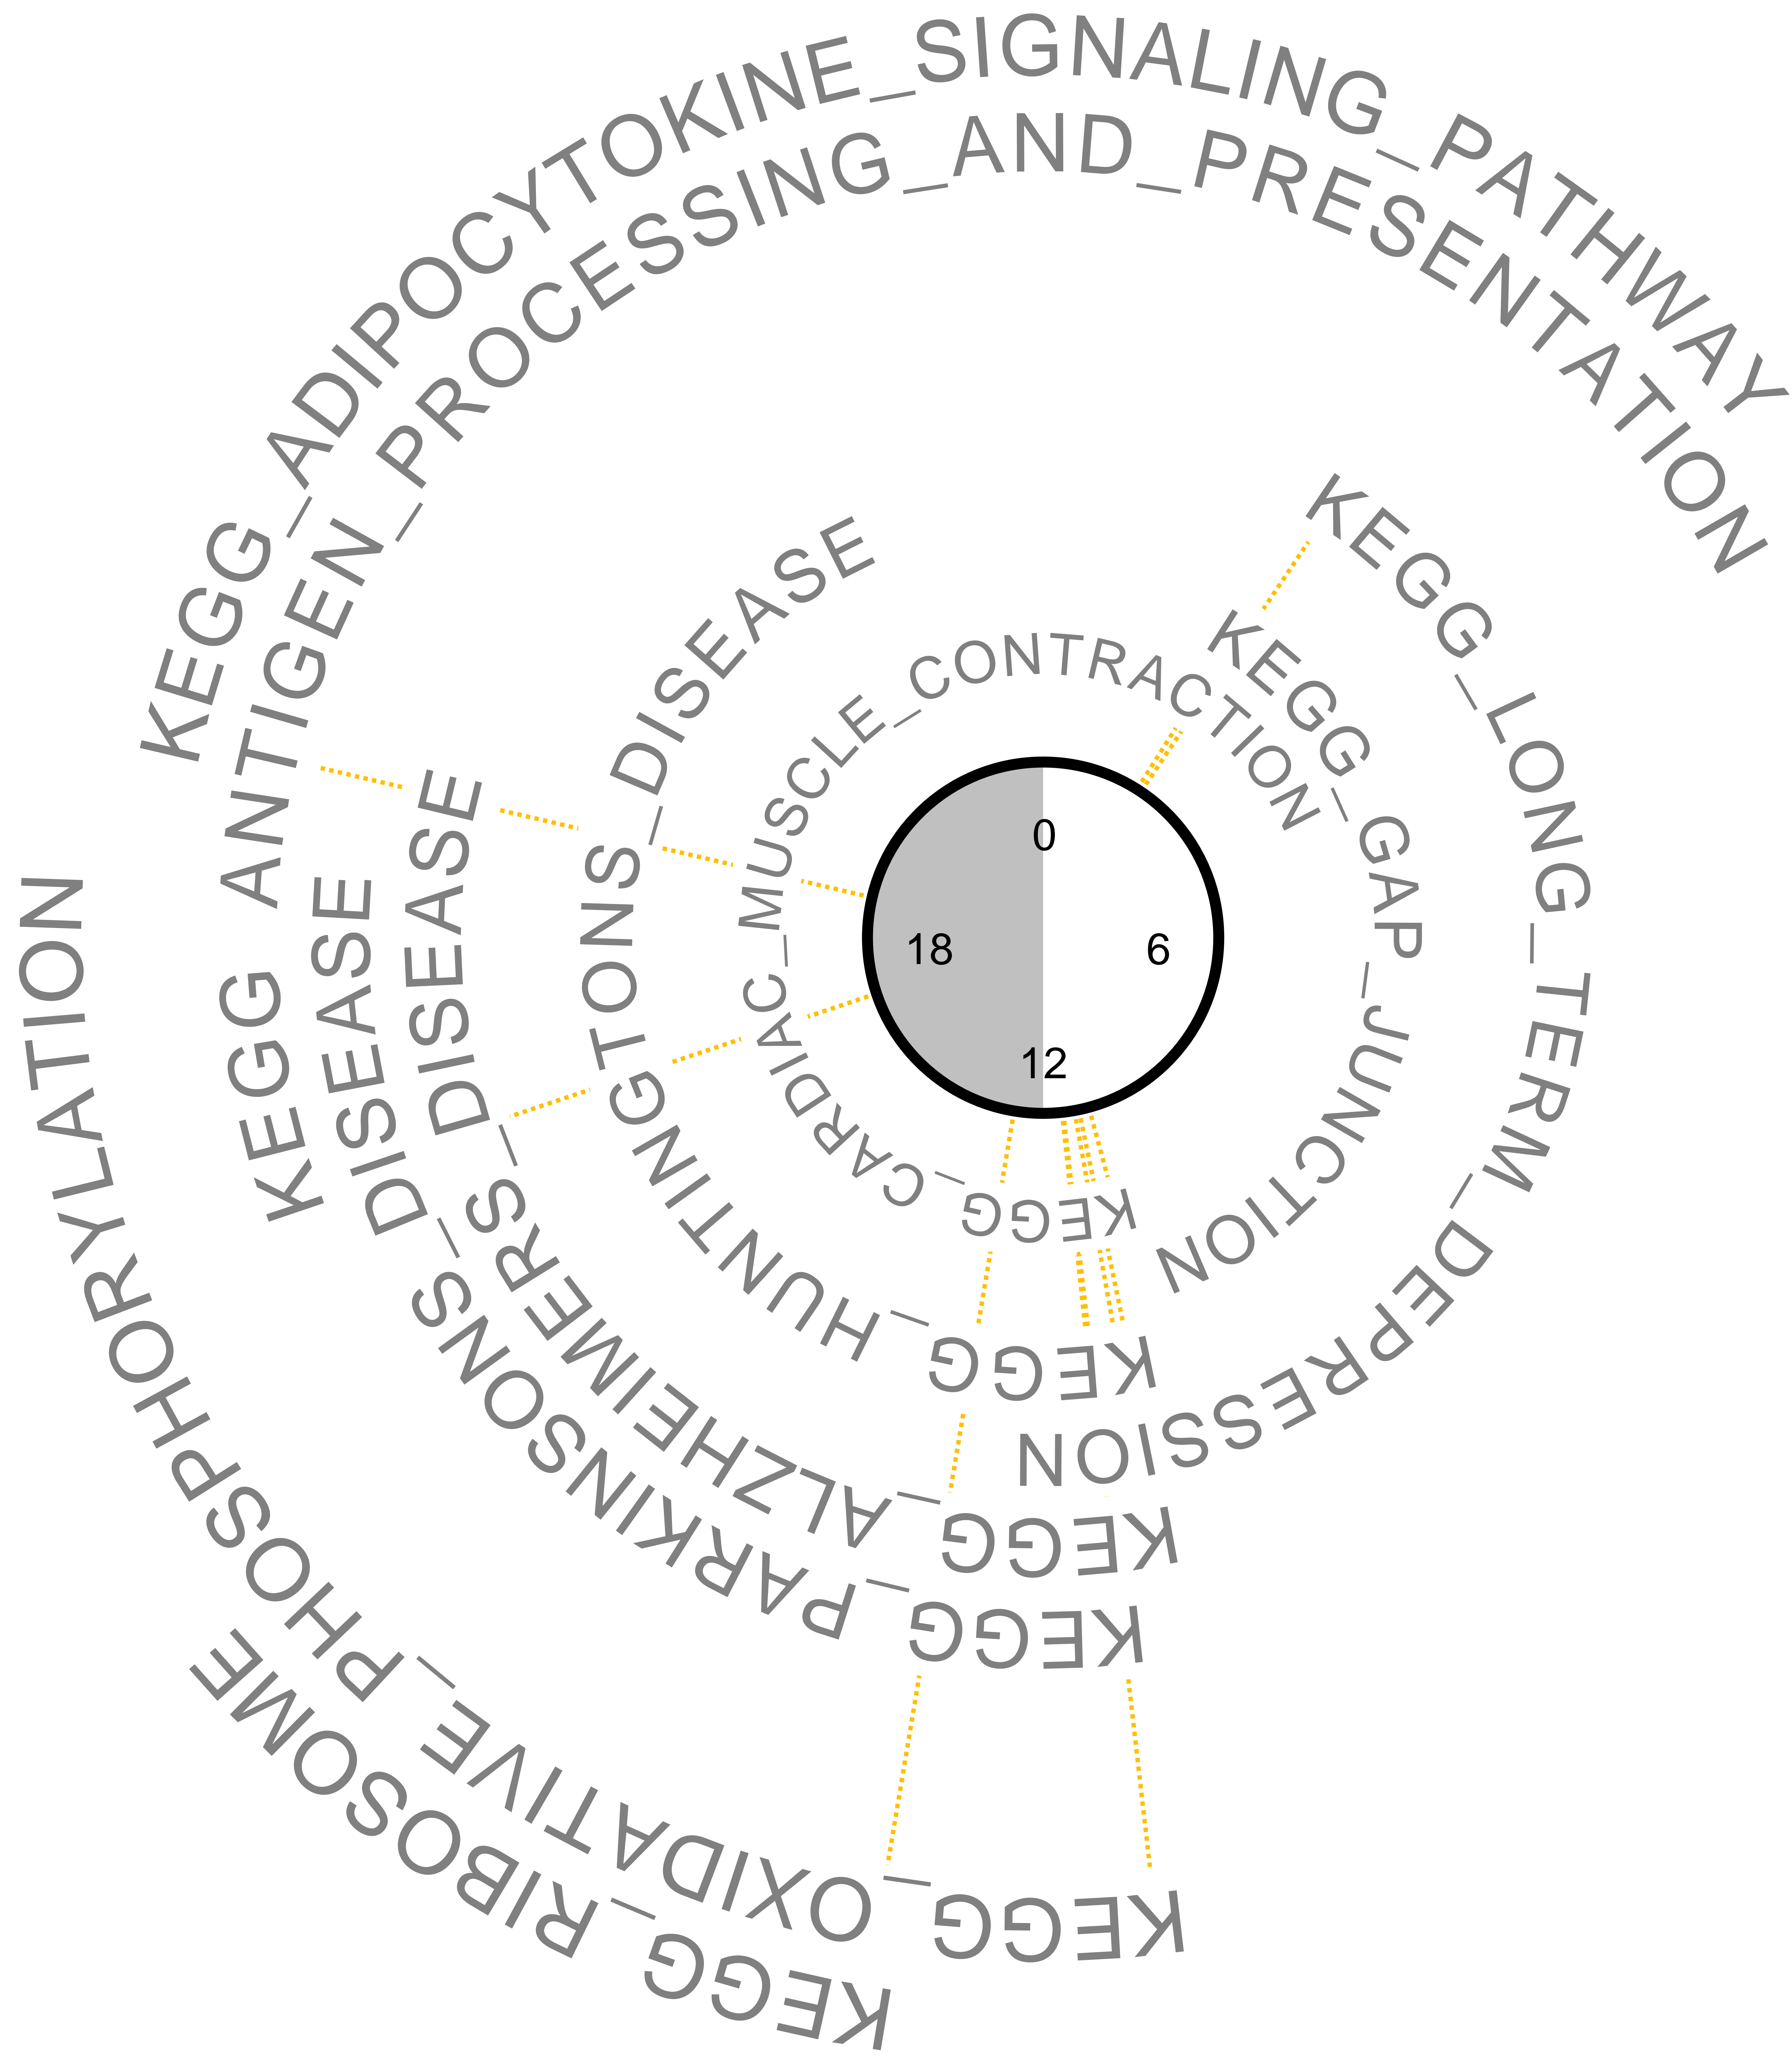 KEGG_ADIPOCYTOKINE_SIGNALING_PATHWAY
KEGG_ANTIGEN_PROCESSING_AND_PRESENTATION
KEGG_LONG_TERM_DEPRESSION
KEGG_GAP_JUNCTION
KEGG_CARDIAC_MUSCLE_CONTRACTION
KEGG_HUNTINGTONS_DISEASE
KEGG_ALZHEIMERS_DISEASE
KEGG_PARKINSONS_DISEASE
KEGG_OXIDATIVE_PHOSPHORYLATION
KEGG_RIBOSOME
0
6
12
18